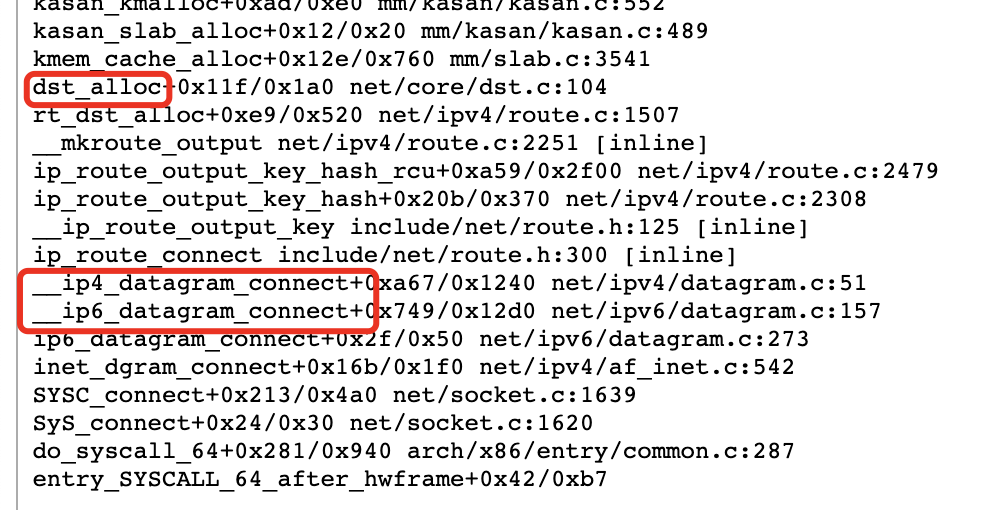 kasan_kmalloc+0xad/0xe0 mm/kasan/kasan.c:552
kasan_slab_alloc+0x12/0x20 mm/kasan/kasan.c:489
kmem_cache_alloc+0x12e/0x760 mm/slab.c:3541
dst_alloc+0x11f/0x1a0 net/core/dst.c:104
rt_dst_alloc+0xe9/0x520 net/ipv4/route.c:1507
__mkroute_output net/ipv4/route.c:2251 [inline]
ip_route_output_key_hash_rcu+0xa59/0x2f00 net/ipv4/route.c:2479
ip_route_output_key_hash+0x20b/0x370 net/ipv4/route.c:2308
__ip_route_output_key include/net/route.h:125 [inline]
ip_route_connect include/net/route.h:300 [inline]
__ip4_datagram_connect+0xa67/0x1240 net/ipv4/datagram.c:51
__ip6_datagram_connect+0x749/0x12d0 net/ipv6/datagram.c:157
ip6_datagram_connect+0x2f/0x50 net/ipv6/datagram.c:273
inet_dgram_connect+0x16b/0x1f0 net/ipv4/af_inet.c:542
SYSC_connect+0x213/0x4a0 net/socket.c:1639
SyS_connect+0x24/0x30 net/socket.c:1620
do_syscall_64+0x281/0x940 arch/x86/entry/common.c:287
entry_SYSCALL_64_after_hwframe+0x42/0xb7